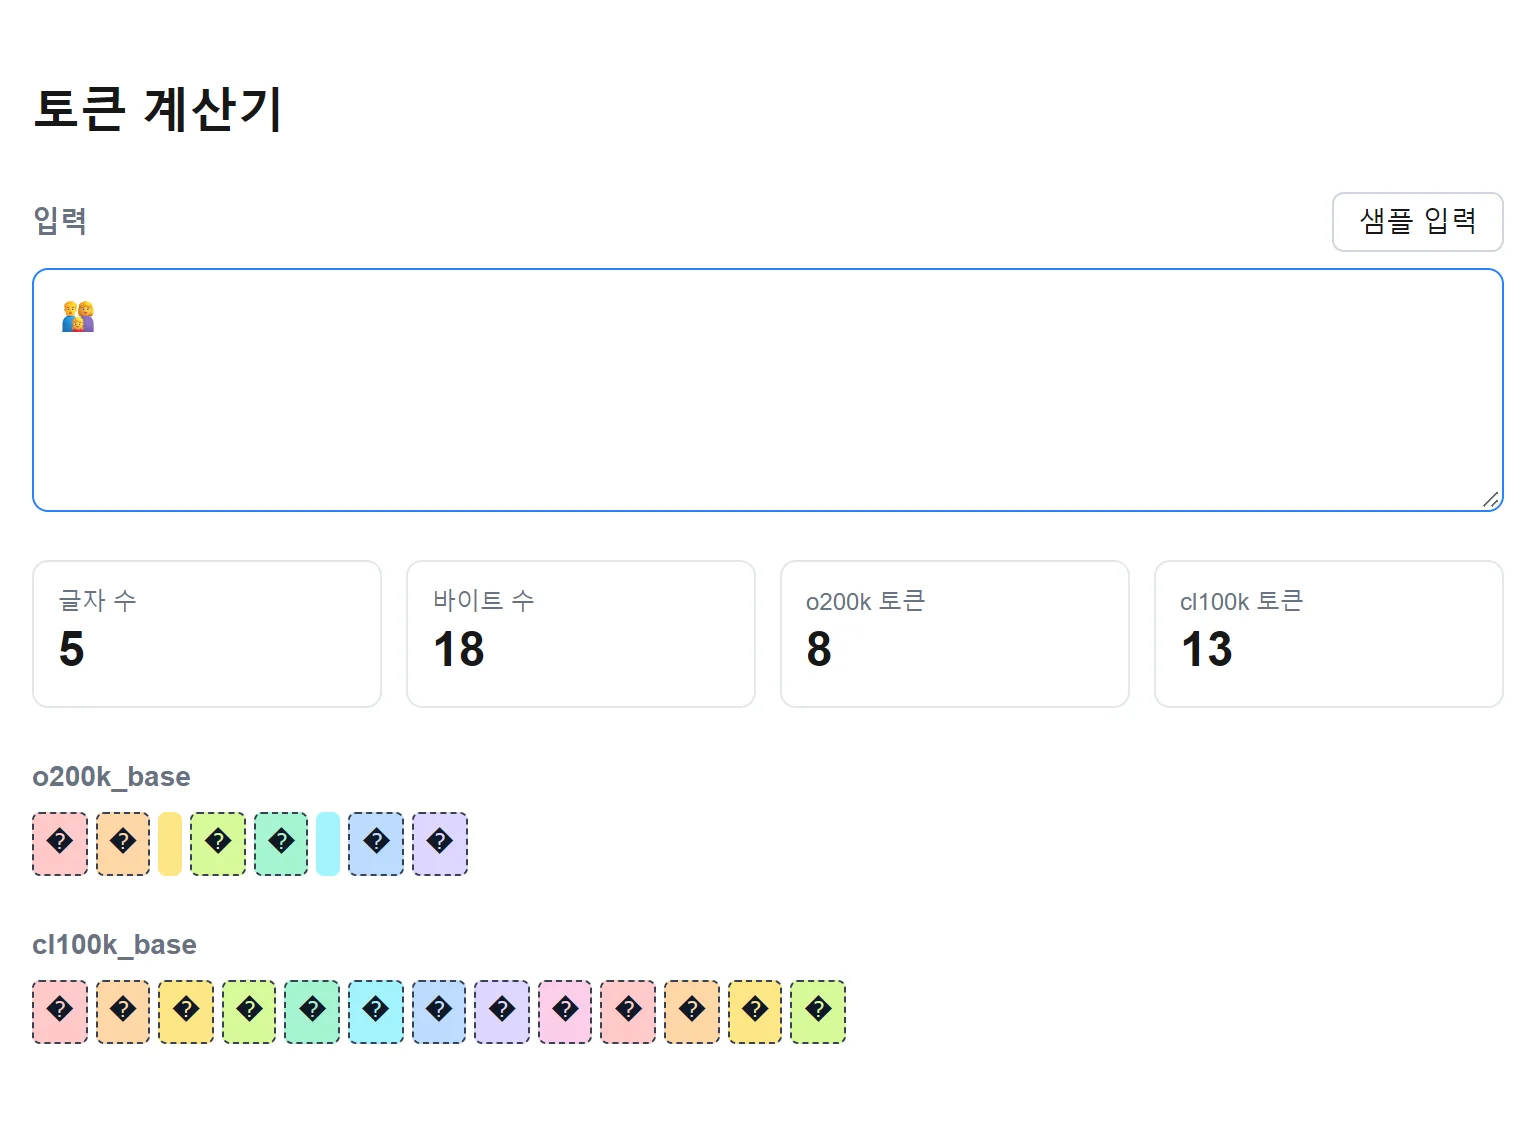 토큰 계산기
입력
샘플 입력
👨‍👩‍👧
글자 수
5
바이트 수
18
o200k 토큰
8
cl100k 토큰
13
o200k_base
� � � � � �
cl100k_base
� � � � � � � � � � � � �